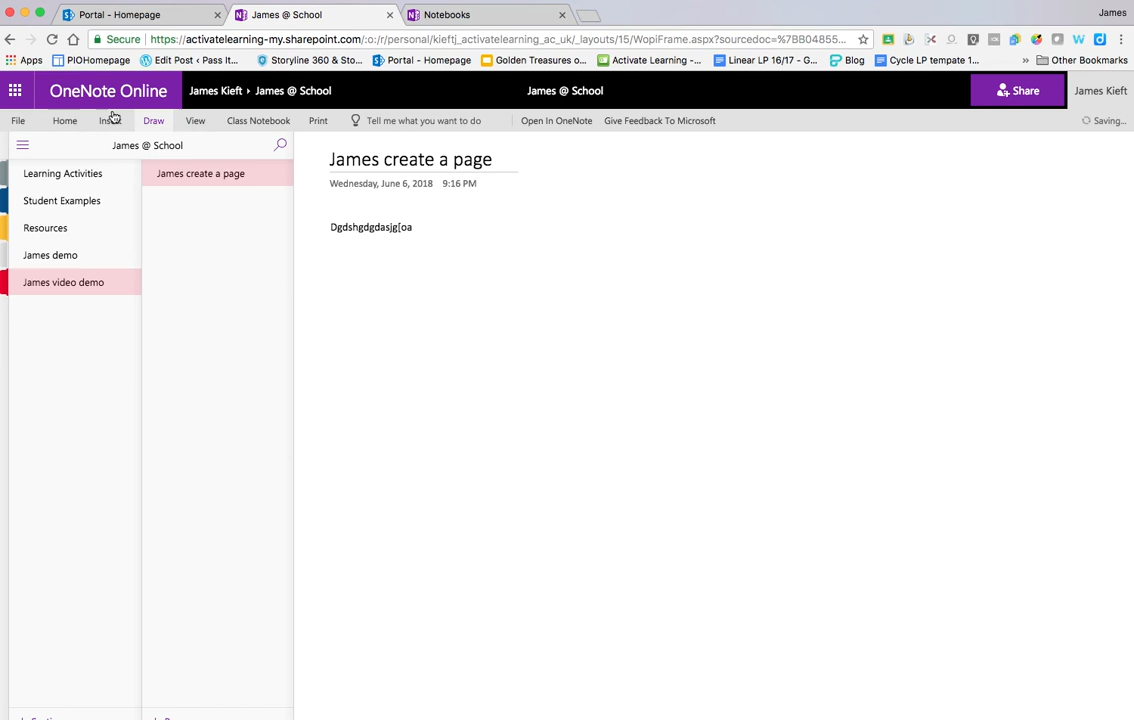 Portal - Homepage
James @ School
Notebooks
James
Secure
https://activatelearning-my.sharepoint.com/:o:/r/personal/kieftj_activatelearning_ac_uk/_layouts/15/WopiFrame.aspx?sourcedoc=%7BB04855...
Apps
PIOHomepage
Edit Post ‹ Pass It...
Storyline 360 & Sto...
Portal - Homepage
Golden Treasures o...
Activate Learning -...
Linear LP 16/17 - G...
Blog
Cycle LP tempate 1...
»
Other Bookmarks
OneNote Online
James Kieft ▸ James @ School
James @ School
Share
James Kieft
File
Home
Insert
Draw
View
Class Notebook
Print
Tell me what you want to do
Open In OneNote
Give Feedback To Microsoft
Saving...
James @ School
Learning Activities
Student Examples
Resources
James demo
James video demo
James create a page
James create a page
Wednesday, June 6, 2018 9:16 PM
Dgdshgdgdasjg[oa